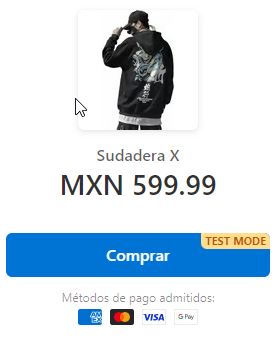 Sudadera X
MXN 599.99
TEST MODE
Comprar
Métodos de pago admitidos:
VISA
G Pay